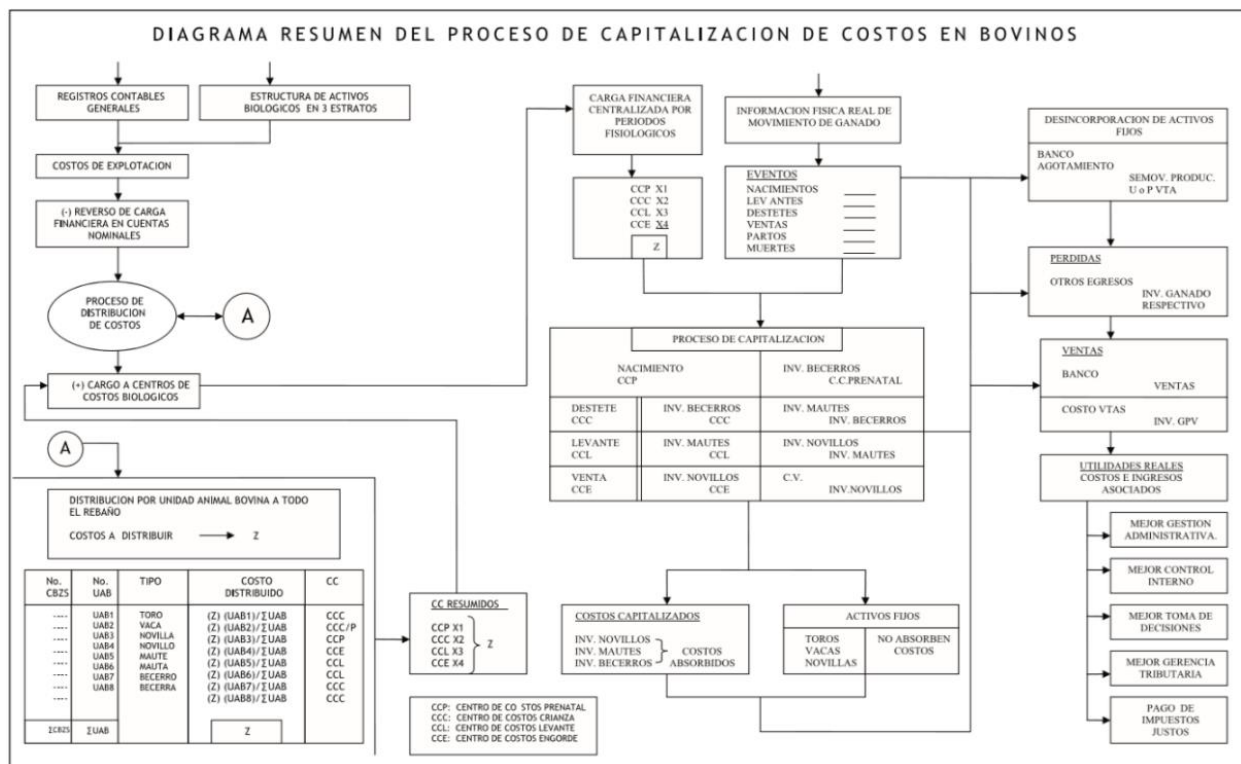 DIAGRAMA RESUMEN DEL PROCESO DE CAPITALIZACION DE COSTOS EN BOVINOS
REGISTROS CONTABLES
GENERALES
ESTRUCTURA DE ACTIVOS
BIOLOGICOS EN 3 ESTRATOS
COSTOS DE EXPLOTACION
(-) REVERSO DE CARGA
FINANCIERA EN CUENTAS
NOMINALES
PROCESO DE
DISTRIBUCION
DE COSTOS
A
(+) CARGO A CENTROS DE
COSTOS BIOLOGICOS
A
DISTRIBUCION POR UNIDAD ANIMAL BOVINA A TODO
EL REBAÑO
COSTOS A DISTRIBUIR Z
No. CBZS No. UAB TIPO COSTO DISTRIBUIDO CC
---- UAB1 TORO (Z) (UAB1)/ΣUAB CCC
---- UAB2 VACA (Z) (UAB2)/ΣUAB CCC/P
---- UAB3 NOVILLA (Z) (UAB3)/ΣUAB CCP
---- UAB4 NOVILLO (Z) (UAB4)/ΣUAB CCE
---- UAB5 MAUTE (Z) (UAB5)/ΣUAB CCL
---- UAB6 MAUTA (Z) (UAB6)/ΣUAB CCL
---- UAB7 BECERRO (Z) (UAB7)/ΣUAB CCC
---- UAB8 BECERRA (Z) (UAB8)/ΣUAB CCC
ΣCBZS ΣUAB Z
CC RESUMIDOS
CCP X1
CCC X2
CCL X3
CCE X4
Z
CCP: CENTRO DE CO STOS PRENATAL
CCC: CENTRO DE COSTOS CRIANZA
CCL: CENTRO DE COSTOS LEVANTE
CCE: CENTRO DE COSTOS ENGORDE
CARGA FINANCIERA
CENTRALIZADA POR
PERIODOS
FISIOLOGICOS
CCP X1
CCC X2
CCL X3
CCE X4
Z
INFORMACION FISICA REAL DE
MOVIMIENTO DE GANADO
EVENTOS
NACIMIENTOS _____
LEV ANTES _____
DESTETES _____
VENTAS _____
PARTOS _____
MUERTES _____
PROCESO DE CAPITALIZACION
NACIMIENTO INV. BECERROS
CCP C.C.PRENATAL
DESTETE INV. BECERROS INV. MAUTES
CCC CCC INV. BECERROS
LEVANTE INV. MAUTES INV. NOVILLOS
CCL CCL INV. MAUTES
VENTA INV. NOVILLOS C.V.
CCE CCE INV.NOVILLOS
COSTOS CAPITALIZADOS
INV. NOVILLOS
INV. MAUTES
INV. BECERROS
COSTOS
ABSORBIDOS
ACTIVOS FIJOS
TOROS NO ABSORBEN
VACAS COSTOS
NOVILLAS
DESINCORPORACION DE ACTIVOS
FIJOS
BANCO
AGOTAMIENTO
SEMOV. PRODUC.
U o P VTA
PERDIDAS
OTROS EGRESOS
INV. GANADO
RESPECTIVO
VENTAS
BANCO
VENTAS
COSTO VTAS
INV. GPV
UTILIDADES REALES
COSTOS E INGRESOS
ASOCIADOS
MEJOR GESTION
ADMINISTRATIVA.
MEJOR CONTROL
INTERNO
MEJOR TOMA DE
DECISIONES
MEJOR GERENCIA
TRIBUTARIA
PAGO DE
IMPUESTOS
JUSTOS